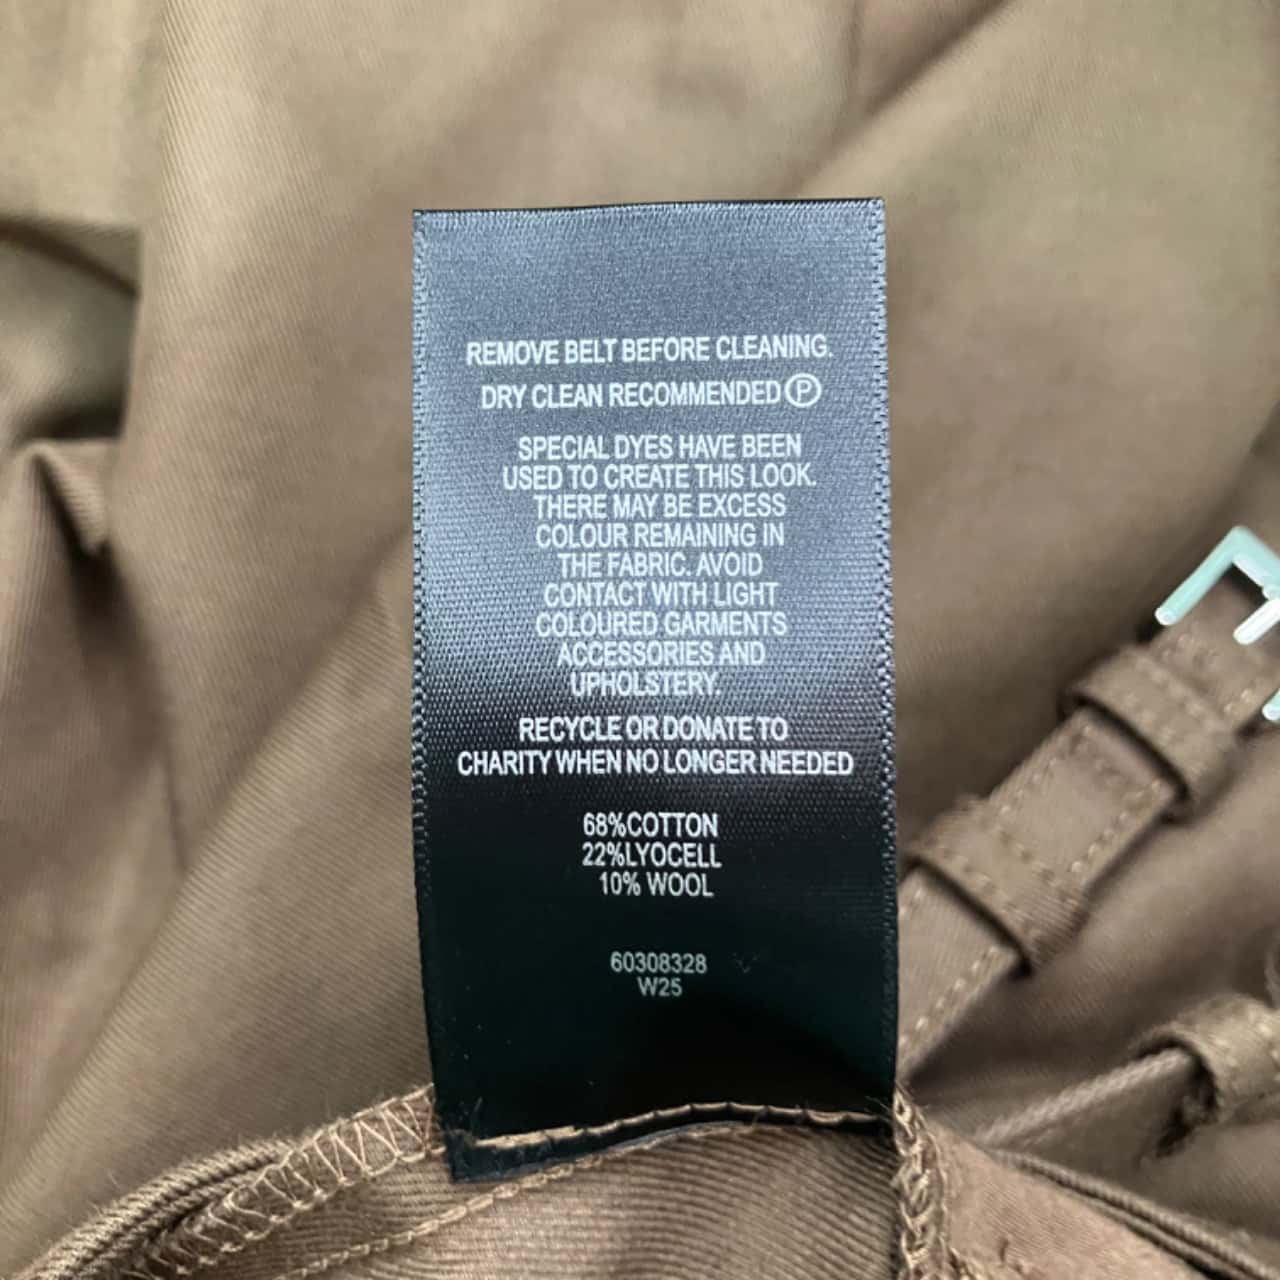 REMOVE BELT BEFORE CLEANING.
DRY CLEAN RECOMMENDED Ⓟ
SPECIAL DYES HAVE BEEN
USED TO CREATE THIS LOOK.
THERE MAY BE EXCESS
COLOUR REMAINING IN
THE FABRIC. AVOID
CONTACT WITH LIGHT
COLOURED GARMENTS
ACCESSORIES AND
UPHOLSTERY.
RECYCLE OR DONATE TO
CHARITY WHEN NO LONGER NEEDED
68%COTTON
22%LYOCELL
10% WOOL
60308328
W25